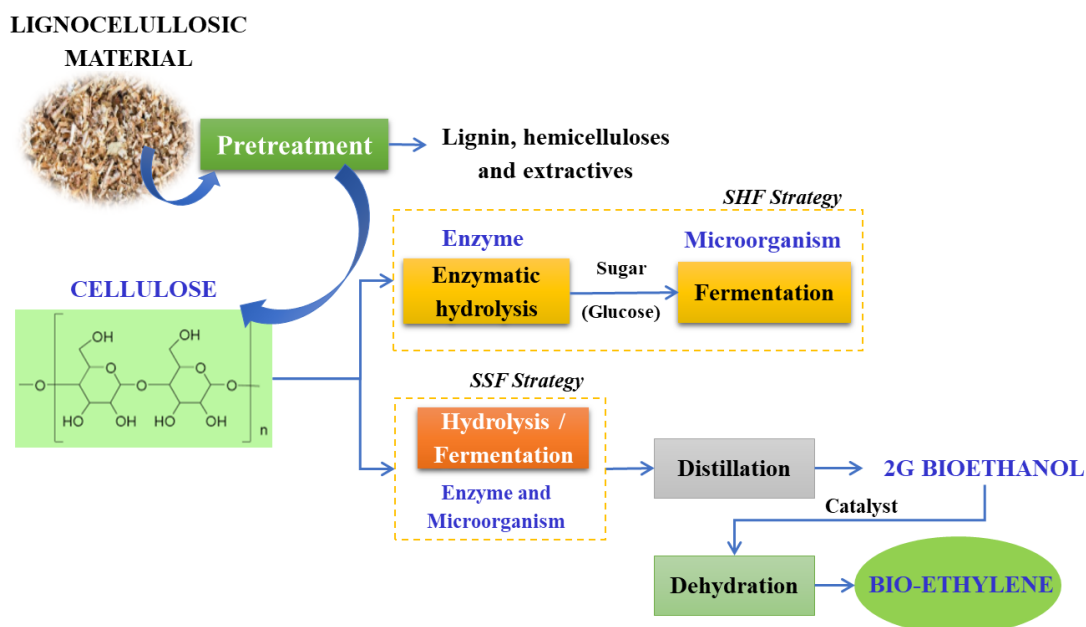 LIGNOCELULLOSIC
MATERIAL
Pretreatment
Lignin, hemicelluloses
and extractives
SHF Strategy
Enzyme
Microorganism
Enzymatic
hydrolysis
Sugar
(Glucose)
Fermentation
CELLULOSE
OH
OH
O
O
O
O
O
HO
OH
HO
OH
n
SSF Strategy
Hydrolysis /
Fermentation
Enzyme and
Microorganism
Distillation
2G BIOETHANOL
Catalyst
Dehydration
BIO-ETHYLENE